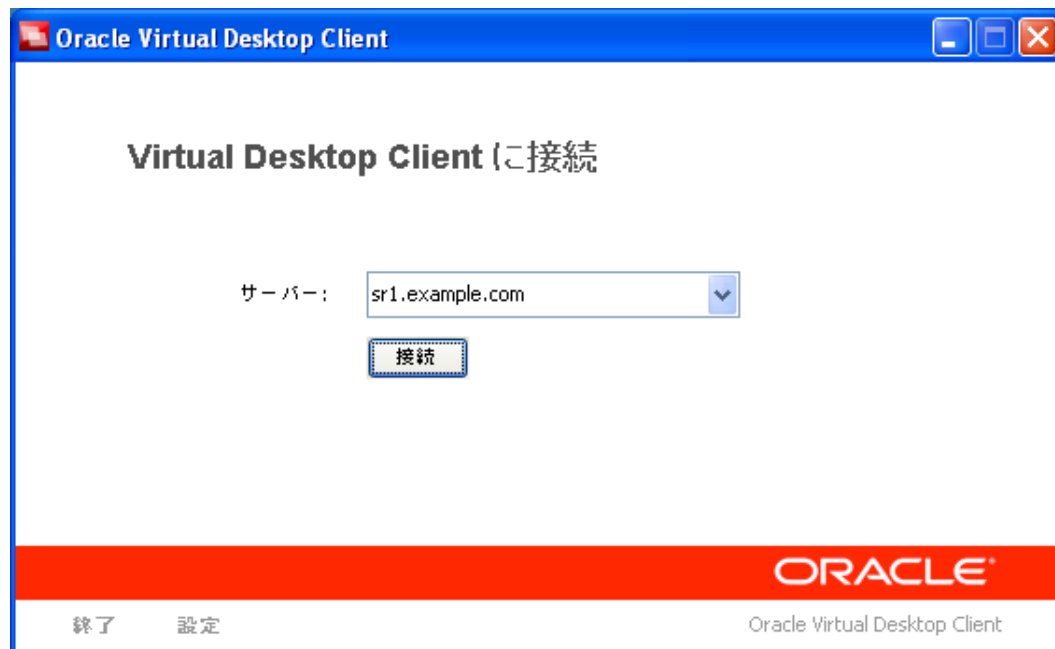 Oracle Virtual Desktop Client
Virtual Desktop Client に接続
サーバー:
sr1.example.com
接続
ORACLE
終了
設定
Oracle Virtual Desktop Client